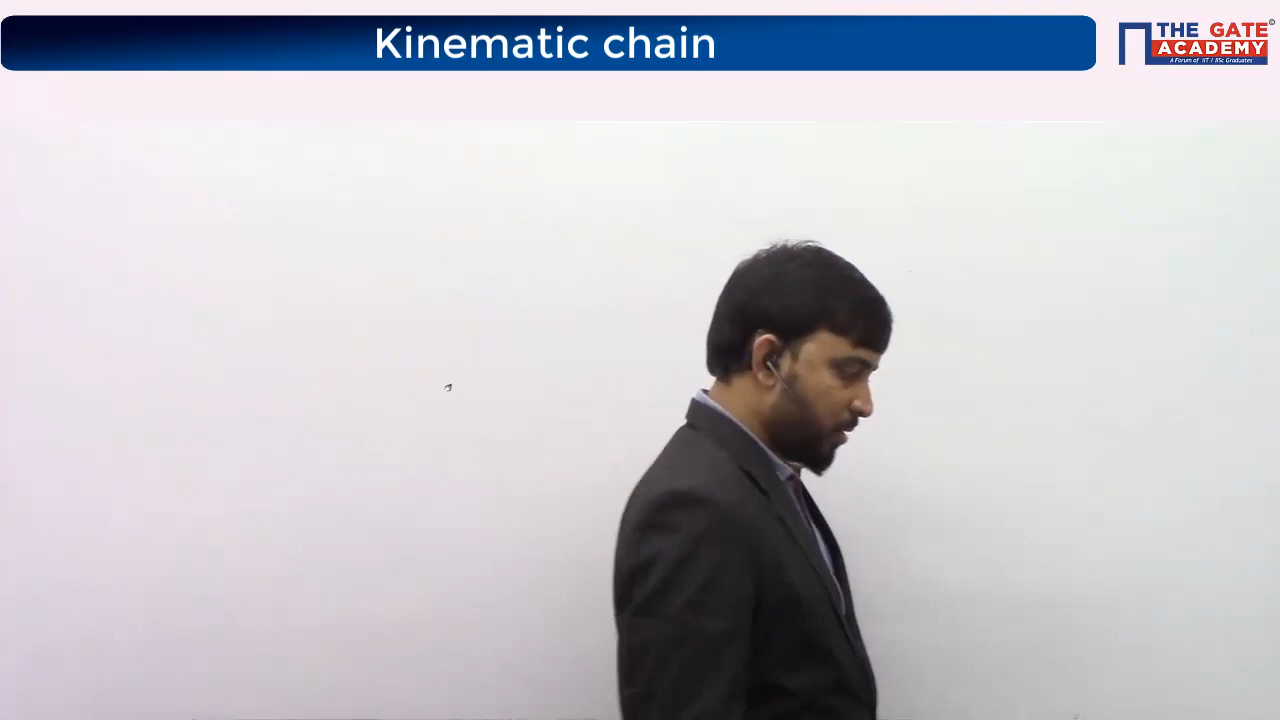 Kinematic chain
THE GATE
ACADEMY
A Forum of IIT / IISc Graduates